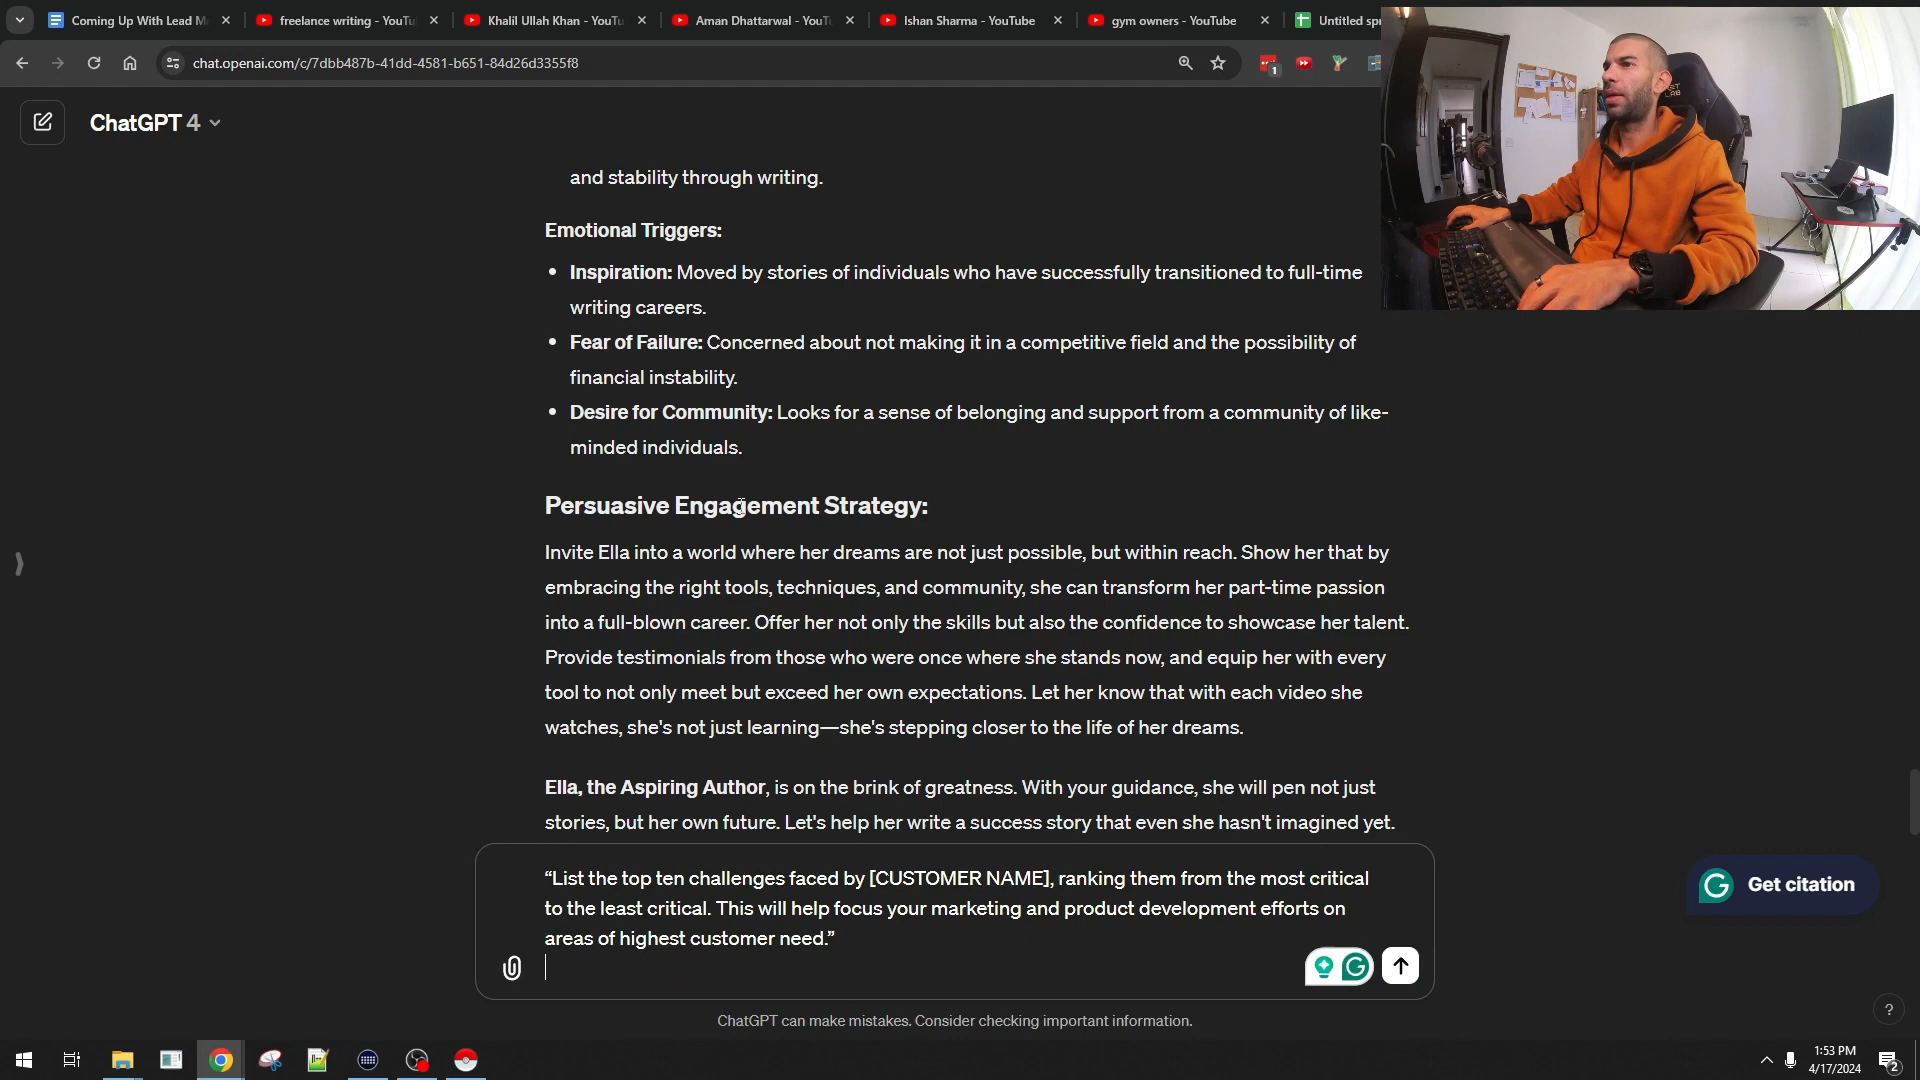 Coming Up With Lead M
freelance writing - YouTu
Khalil Ullah Khan - YouTu
Aman Dhattarwal - YouT
Ishan Sharma - YouTube
gym owners - YouTube
Untitled spr
chat.openai.com/c/7dbb487b-41dd-4581-b651-84d26d3355f8
1
ChatGPT 4
and stability through writing.
Emotional Triggers:
• Inspiration: Moved by stories of individuals who have successfully transitioned to full-time
writing careers.
• Fear of Failure: Concerned about not making it in a competitive field and the possibility of
financial instability.
• Desire for Community: Looks for a sense of belonging and support from a community of like-
minded individuals.
Persuasive Engagement Strategy:
Invite Ella into a world where her dreams are not just possible, but within reach. Show her that by
embracing the right tools, techniques, and community, she can transform her part-time passion
into a full-blown career. Offer her not only the skills but also the confidence to showcase her talent.
Provide testimonials from those who were once where she stands now, and equip her with every
tool to not only meet but exceed her own expectations. Let her know that with each video she
watches, she's not just learning—she's stepping closer to the life of her dreams.
Ella, the Aspiring Author, is on the brink of greatness. With your guidance, she will pen not just
stories, but her own future. Let's help her write a success story that even she hasn't imagined yet.
“List the top ten challenges faced by [CUSTOMER NAME], ranking them from the most critical
to the least critical. This will help focus your marketing and product development efforts on
areas of highest customer need.”
Get citation
ChatGPT can make mistakes. Consider checking important information.
?
1:53 PM
4/17/2024
2